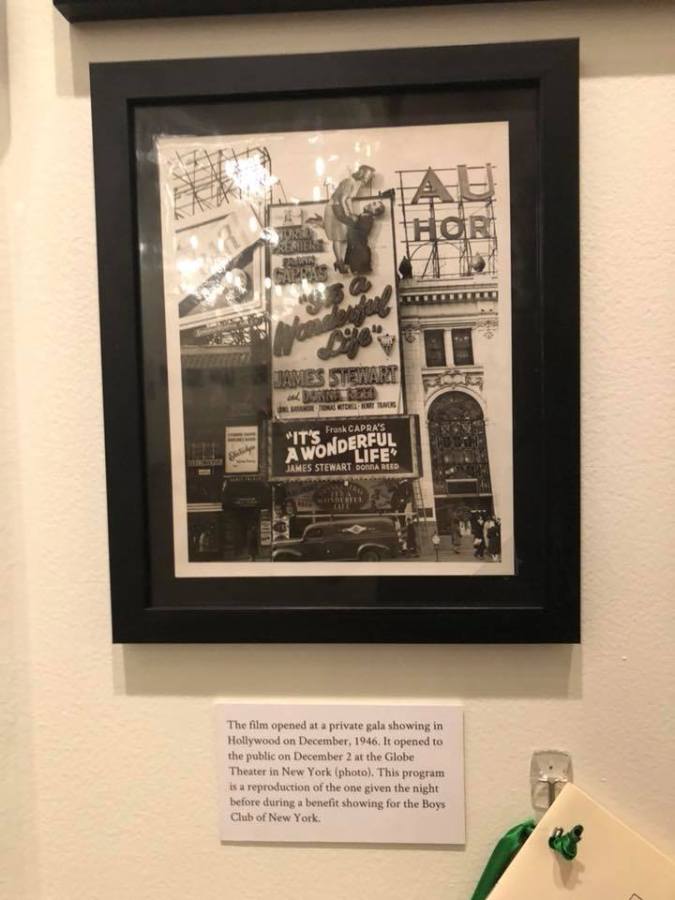 AU
HOR
WORLD
PREMIERE
FRANK
CAPRA'S
"It's a
Wonderful
Life"
JAMES STEWART
and DONNA REED
LIONEL BARRYMORE · THOMAS MITCHELL · HENRY TRAVERS
Frank CAPRA'S
"IT'S
A WONDERFUL
LIFE"
JAMES STEWART DONNA REED
The film opened at a private gala showing in
Hollywood on December, 1946. It opened to
the public on December 2 at the Globe
Theater in New York (photo). This program
is a reproduction of the one given the night
before during a benefit showing for the Boys
Club of New York.